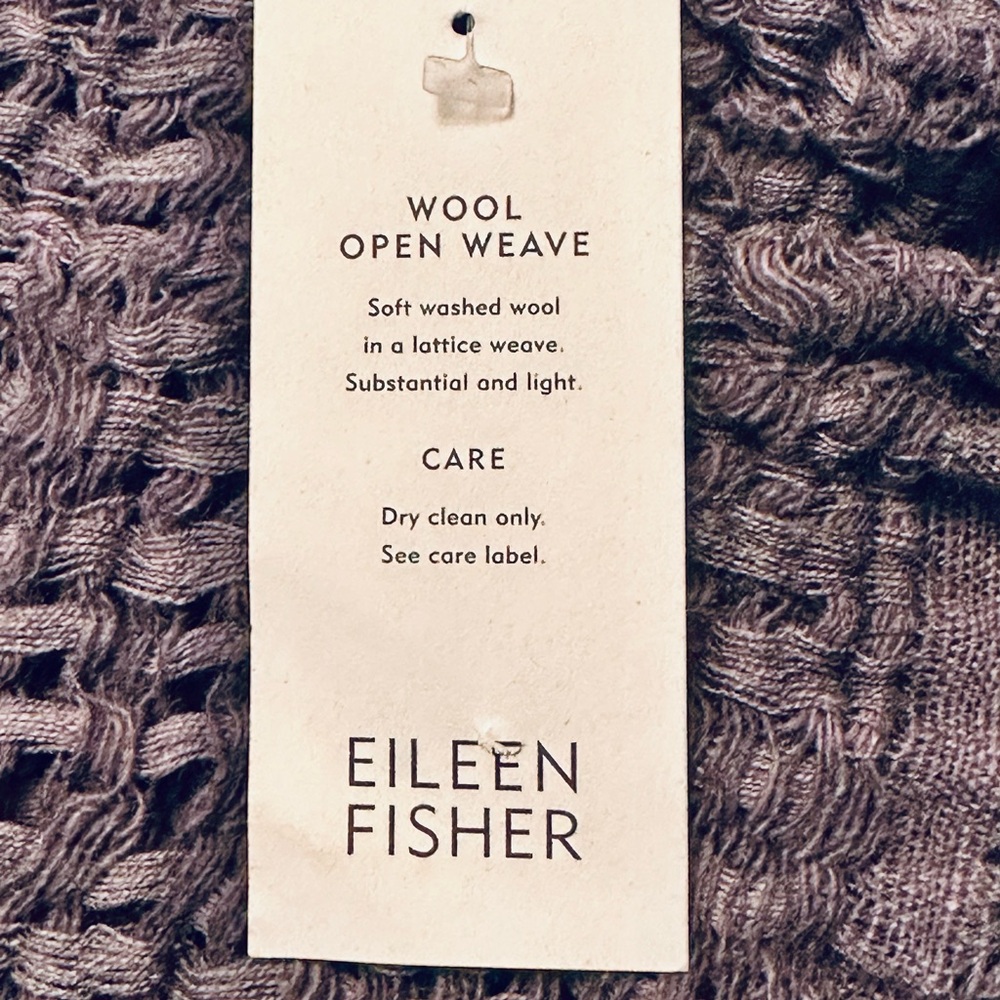 WOOL
OPEN WEAVE
Soft washed wool
in a lattice weave.
Substantial and light.
CARE
Dry clean only.
See care label.
EILEEN
FISHER